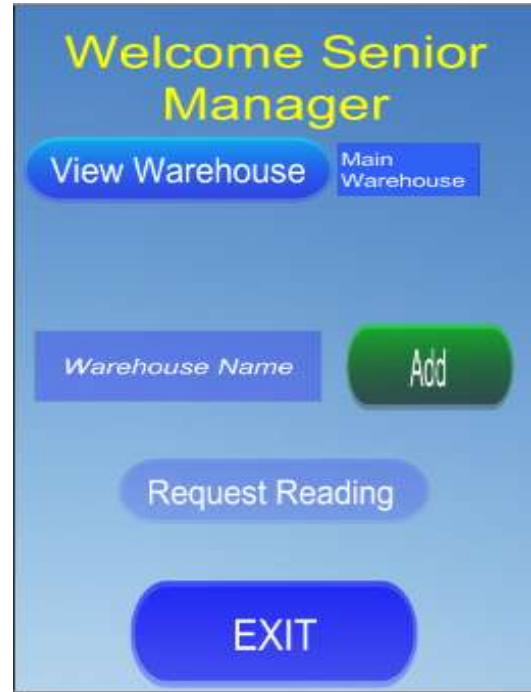 Welcome Senior
Manager
View Warehouse
Main
Warehouse
Warehouse Name
Add
Request Reading
EXIT